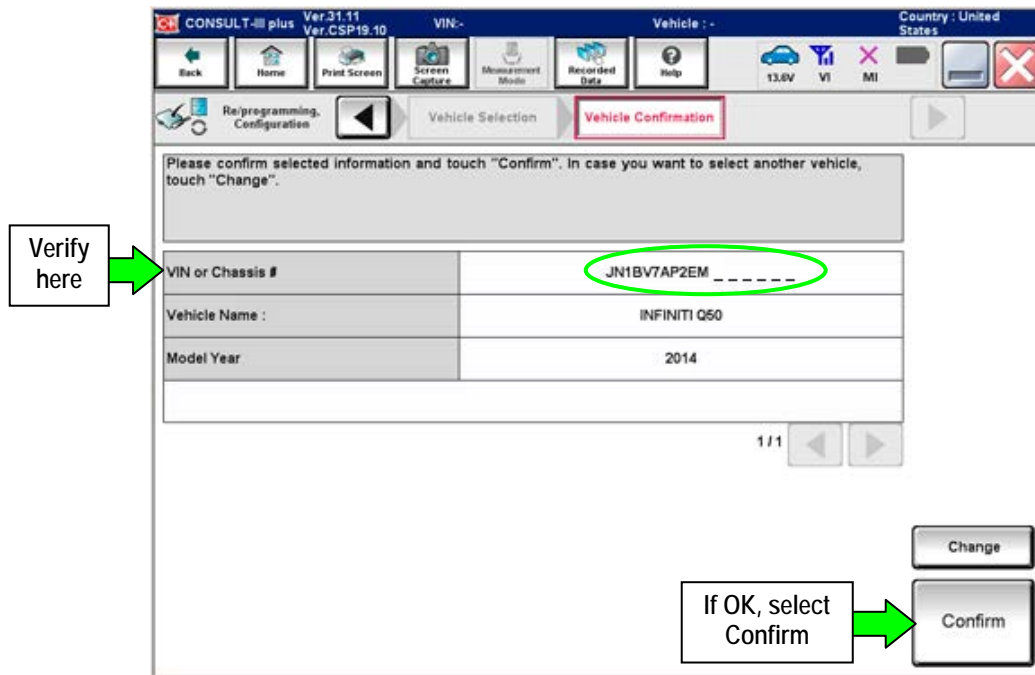 CONSULT-III plus Ver.31.11 VIN:- Vehicle : - Country : United
Ver.CSP19.10 States
Back Home Print Screen Screen Capture Measurement Mode Recorded Data Help 13.6V VI MI
Re/programming, Configuration Vehicle Selection Vehicle Confirmation
Please confirm selected information and touch "Confirm". In case you want to select another vehicle,
touch "Change".
Verify
here
VIN or Chassis # JN1BV7AP2EM _ _ _ _ _ _
Vehicle Name : INFINITI Q50
Model Year 2014
1/1
Change
If OK, select
Confirm
Confirm